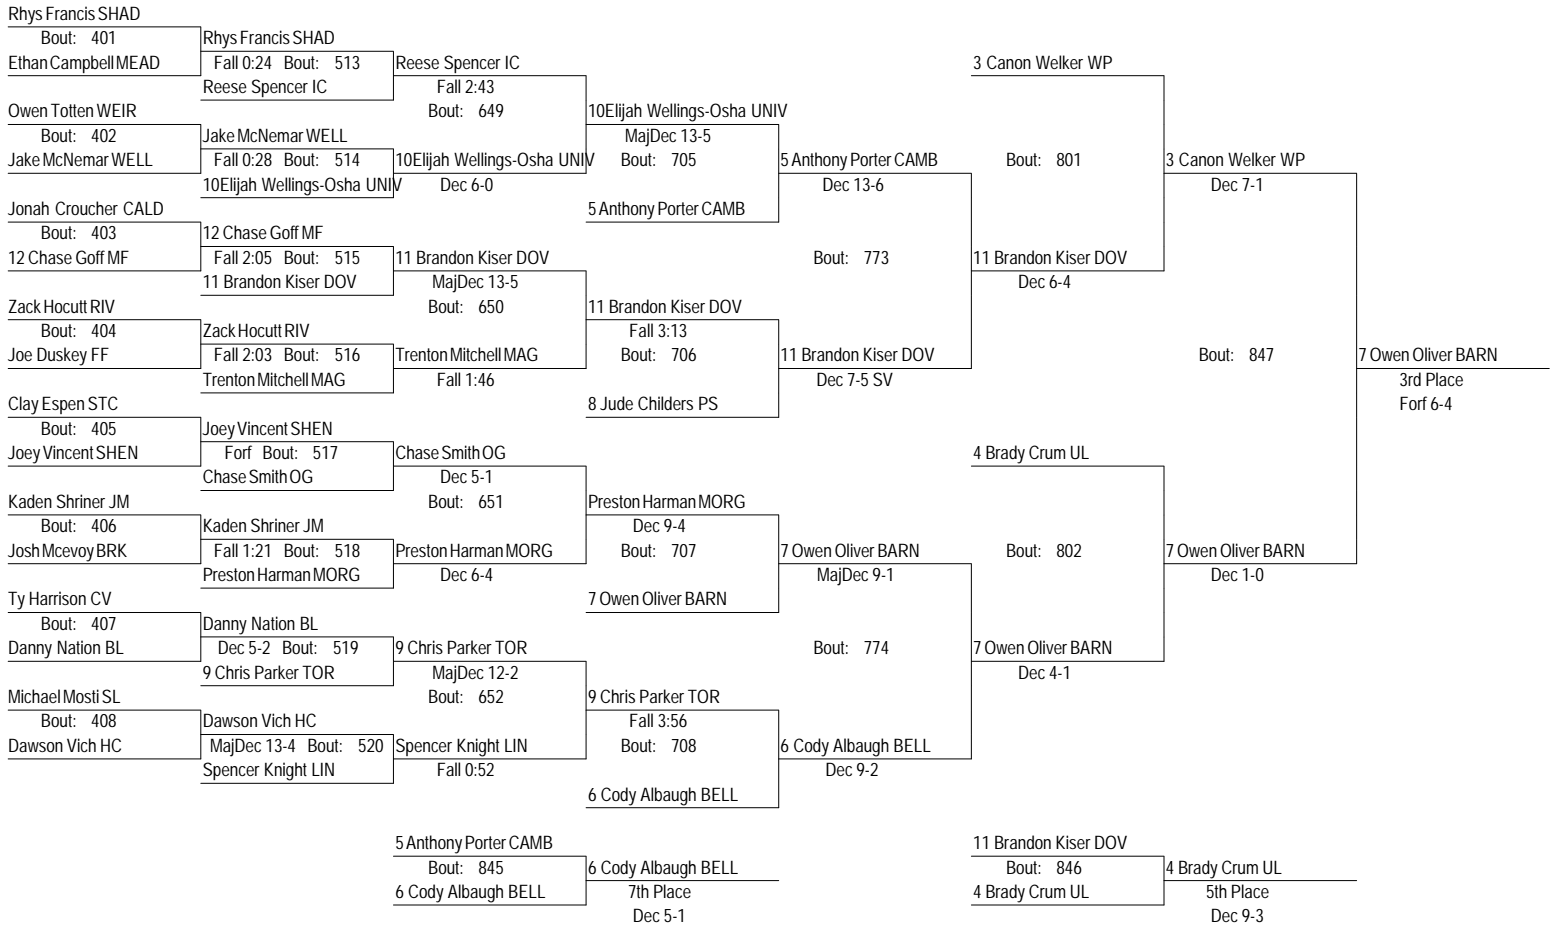 Rhys Francis SHAD
Bout: 401
Rhys Francis SHAD
Ethan Campbell MEAD
Fall 0:24 Bout: 513
Reese Spencer IC
3 Canon Welker WP
Reese Spencer IC
Fall 2:43
Owen Totten WEIR
Bout: 649
10Elijah Wellings-Osha UNIV
Bout: 402
Jake McNemar WELL
MajDec 13-5
Jake McNemar WELL
Fall 0:28 Bout: 514
10Elijah Wellings-Osha UNIV
Bout: 705
5 Anthony Porter CAMB
Bout: 801
3 Canon Welker WP
10Elijah Wellings-Osha UNIV
Dec 6-0
Dec 13-6
Dec 7-1
Jonah Croucher CALD
5 Anthony Porter CAMB
Bout: 403
12 Chase Goff MF
12 Chase Goff MF
Fall 2:05 Bout: 515
11 Brandon Kiser DOV
Bout: 773
11 Brandon Kiser DOV
11 Brandon Kiser DOV
MajDec 13-5
Dec 6-4
Zack Hocutt RIV
Bout: 650
11 Brandon Kiser DOV
Bout: 404
Zack Hocutt RIV
Fall 3:13
Joe Duskey FF
Fall 2:03 Bout: 516
Trenton Mitchell MAG
Bout: 706
11 Brandon Kiser DOV
Bout: 847
7 Owen Oliver BARN
Trenton Mitchell MAG
Fall 1:46
Dec 7-5 SV
3rd Place
Clay Espen STC
8 Jude Childers PS
Forf 6-4
Bout: 405
Joey Vincent SHEN
Joey Vincent SHEN
Forf Bout: 517
Chase Smith OG
4 Brady Crum UL
Chase Smith OG
Dec 5-1
Kaden Shriner JM
Bout: 651
Preston Harman MORG
Bout: 406
Kaden Shriner JM
Dec 9-4
Josh Mcevoy BRK
Fall 1:21 Bout: 518
Preston Harman MORG
Bout: 707
7 Owen Oliver BARN
Bout: 802
7 Owen Oliver BARN
Preston Harman MORG
Dec 6-4
MajDec 9-1
Dec 1-0
Ty Harrison CV
7 Owen Oliver BARN
Bout: 407
Danny Nation BL
Danny Nation BL
Dec 5-2 Bout: 519
9 Chris Parker TOR
Bout: 774
7 Owen Oliver BARN
9 Chris Parker TOR
MajDec 12-2
Dec 4-1
Michael Mosti SL
Bout: 652
9 Chris Parker TOR
Bout: 408
Dawson Vich HC
Fall 3:56
Dawson Vich HC
MajDec 13-4 Bout: 520
Spencer Knight LIN
Bout: 708
6 Cody Albaugh BELL
Spencer Knight LIN
Fall 0:52
Dec 9-2
6 Cody Albaugh BELL
5 Anthony Porter CAMB
11 Brandon Kiser DOV
Bout: 845
6 Cody Albaugh BELL
Bout: 846
4 Brady Crum UL
6 Cody Albaugh BELL
7th Place
4 Brady Crum UL
5th Place
Dec 5-1
Dec 9-3